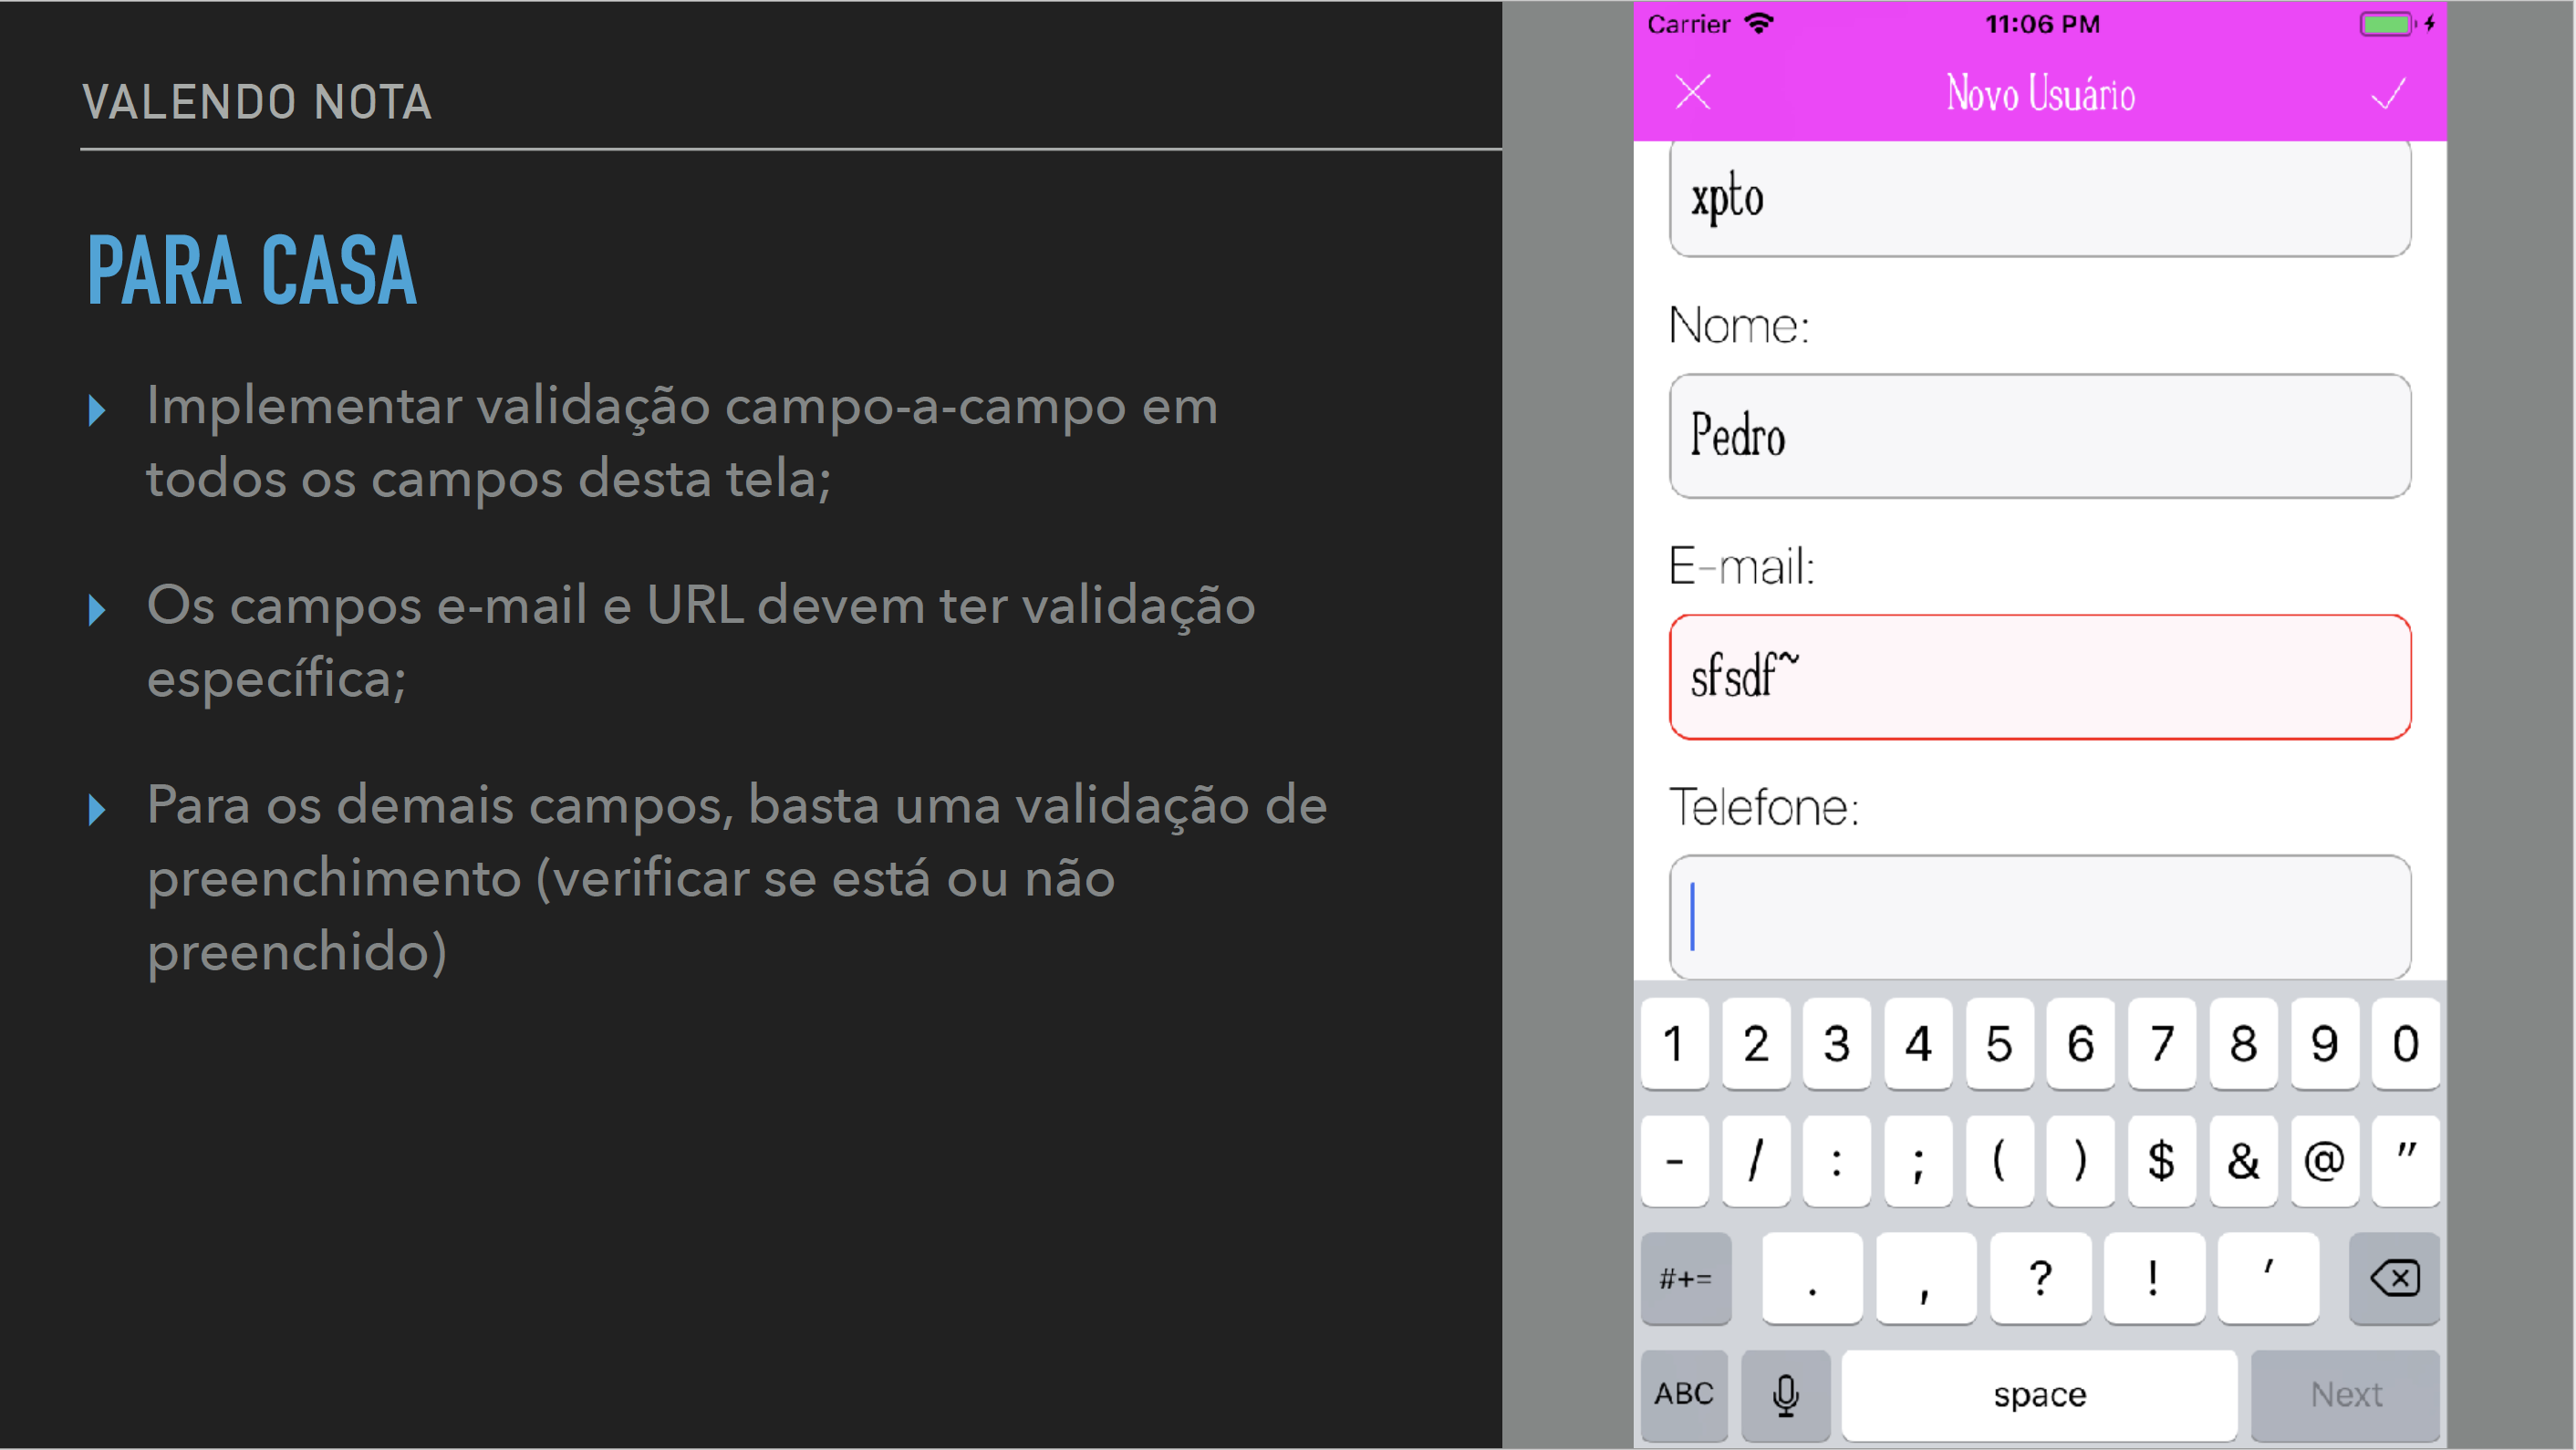 VALENDO NOTA
PARA CASA
Implementar validação campo-a-campo em
todos os campos desta tela;
Os campos e-mail e URL devem ter validação
específica;
Para os demais campos, basta uma validação de
preenchimento (verificar se está ou não
preenchido)
Carrier 11:06 PM
Novo Usuário
xpto
Nome:
Pedro
E-mail:
sfsdf~
Telefone:
1 2 3 4 5 6 7 8 9 0
- / : ; ( ) $ & @ "
#+= . , ? ! '
ABC space Next